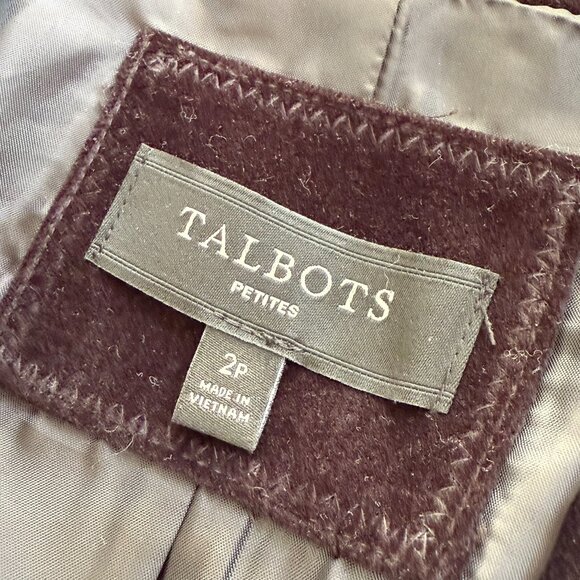 TALBOTS
PETITES
2P
MADE IN
VIETNAM